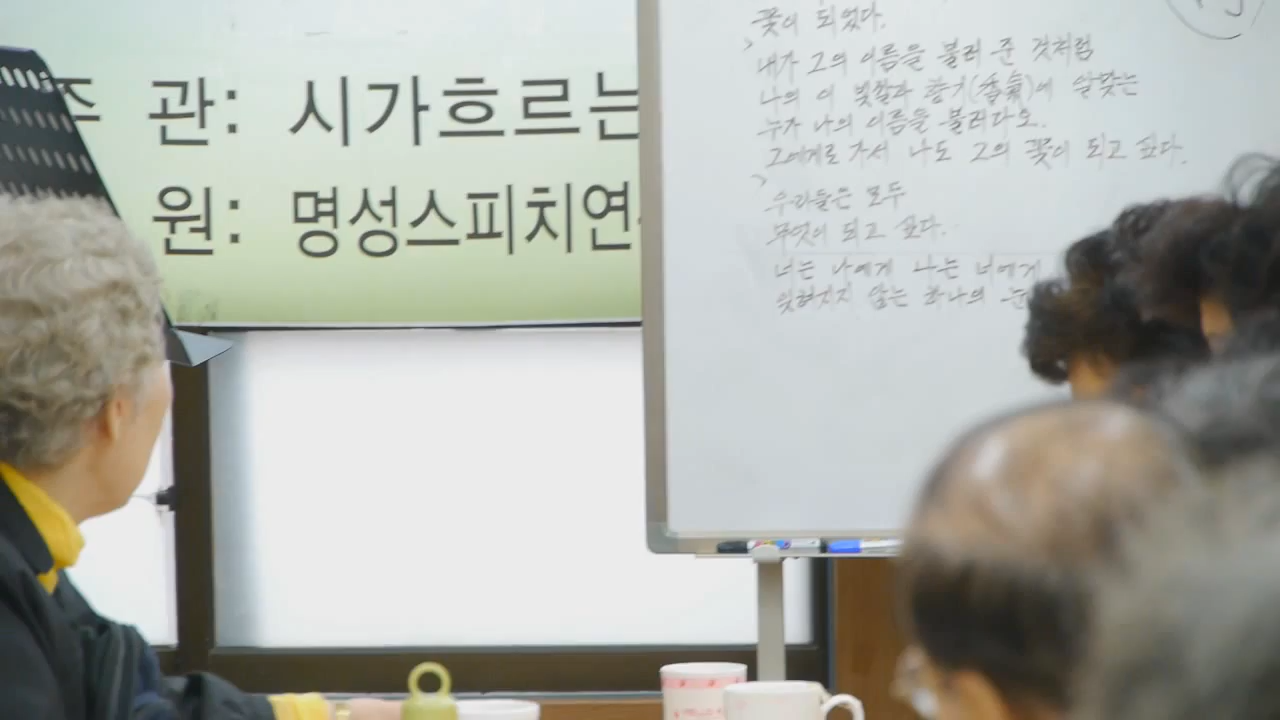 주 관: 시가흐르는
원: 명성스피치연
꽃이 되었다.
내가 그의 이름을 불러 준 것처럼
나의 이 빛깔과 향기(香氣)에 알맞는
누가 나의 이름을 불러다오.
그에게로 가서 나도 그의 꽃이 되고 싶다.
우리들은 모두
무엇이 되고 싶다.
너는 나에게 나는 너에게
잊혀지지 않는 하나의 눈